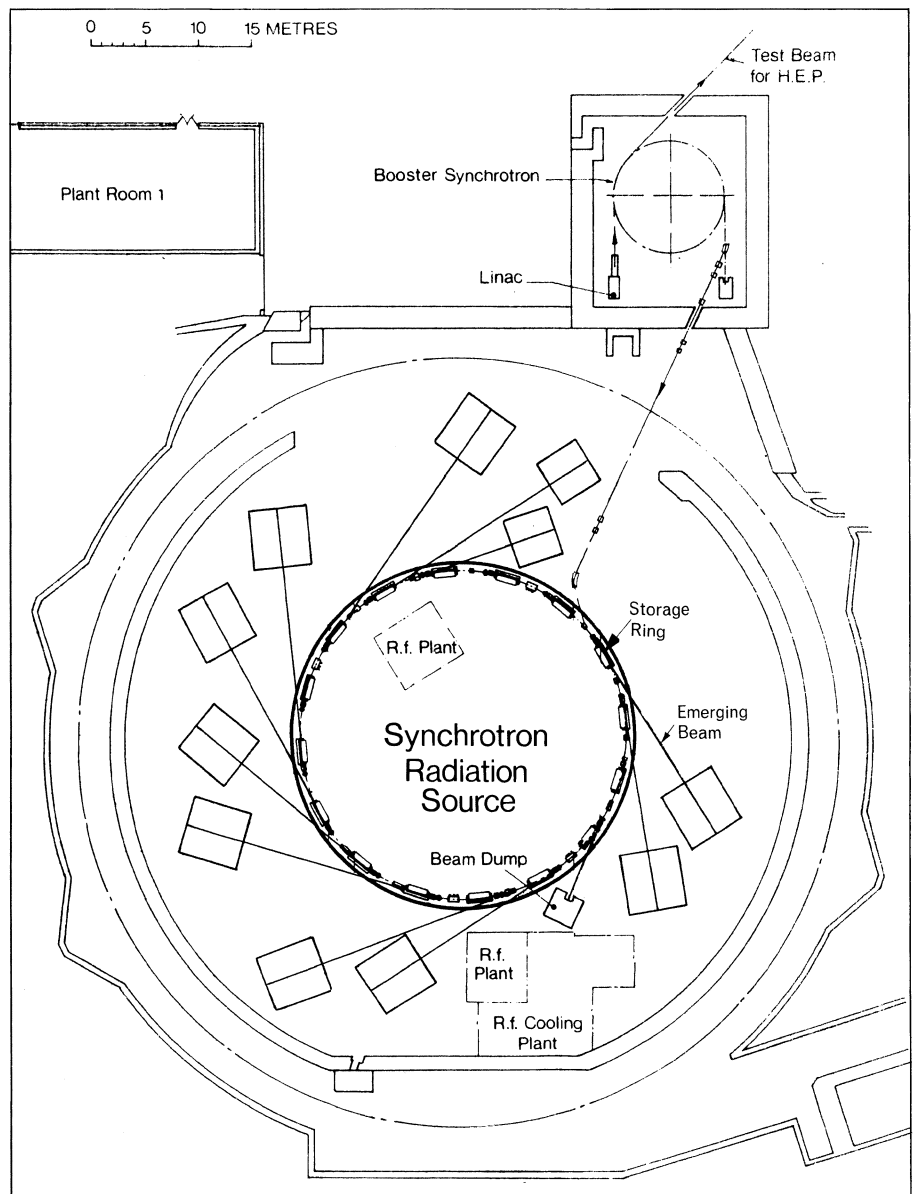 0 5 10 15 METRES
Test Beam
for H.E.P.
Booster Synchrotron
Plant Room 1
Linac
Storage
Ring
R.f. Plant
Emerging
Beam
Synchrotron
Radiation
Source
Beam Dump
R.f.
Plant
R.f. Cooling
Plant